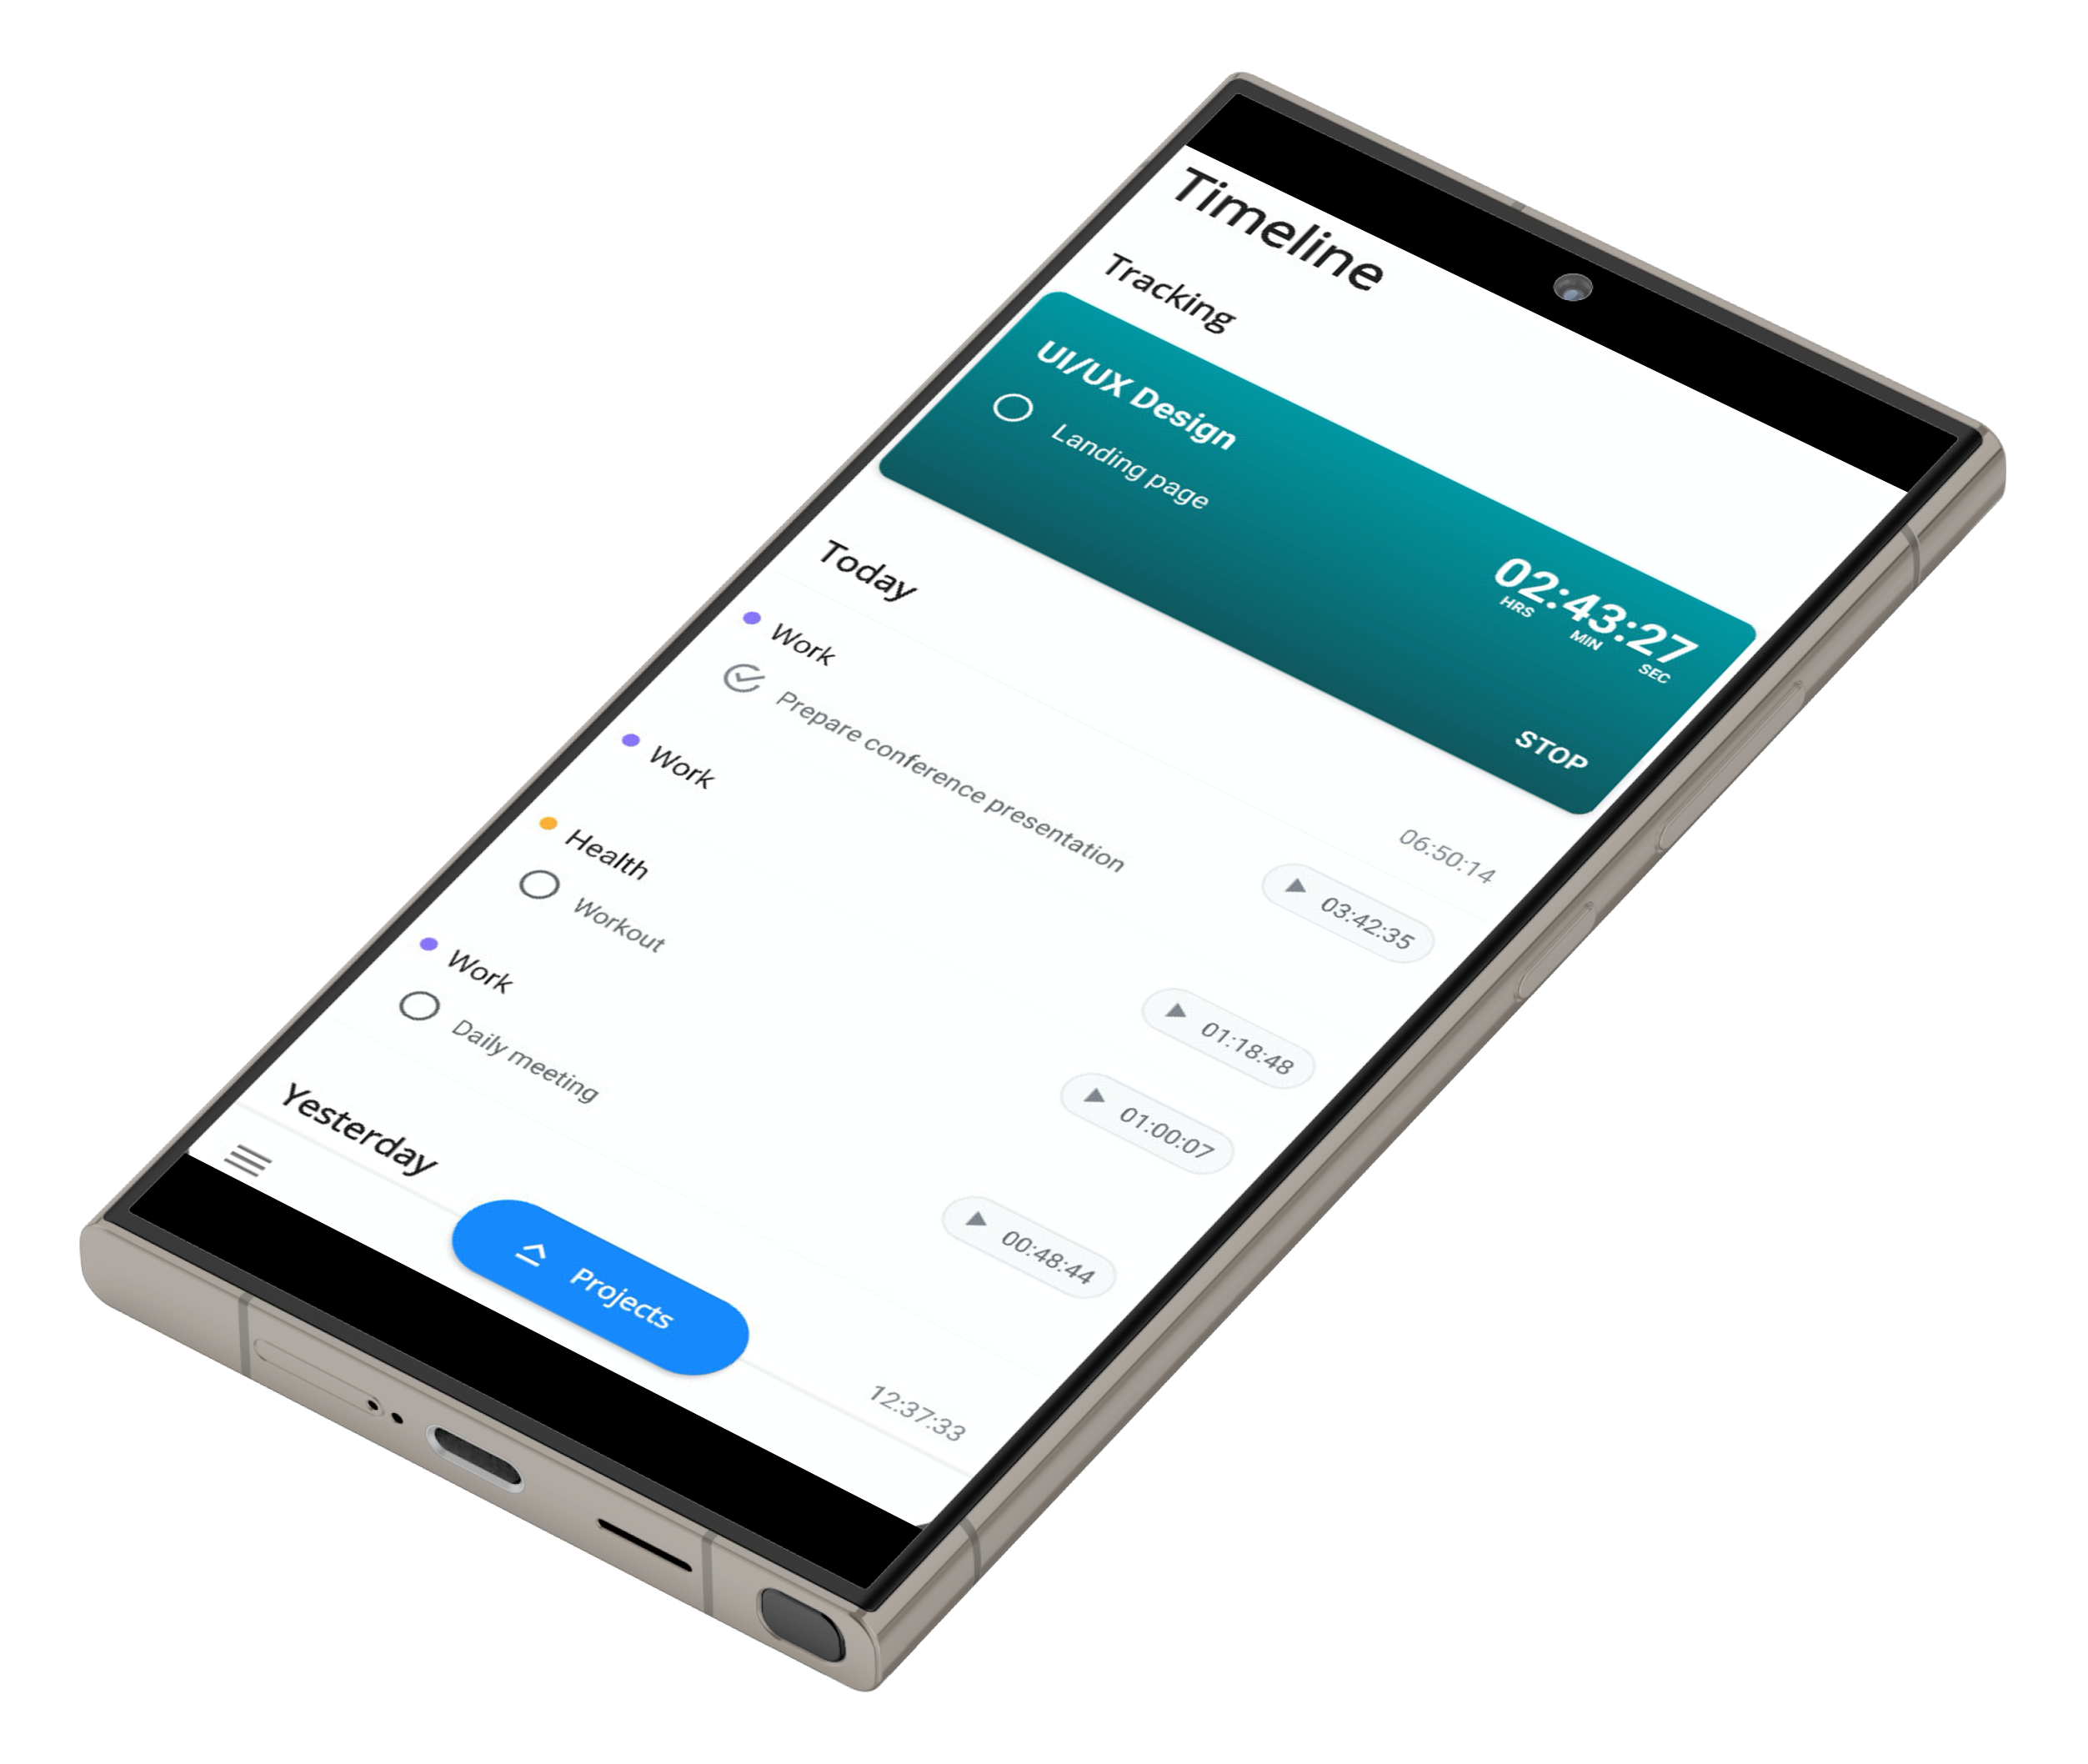 Timeline
Tracking
UI/UX Design
Landing page
02:43:27
HRS MIN SEC
STOP
Today
06:50:14
Work
Prepare conference presentation
03:42:35
Work
01:18:48
Health
Workout
01:00:07
Work
Daily meeting
00:48:44
Yesterday
12:37:33
Projects